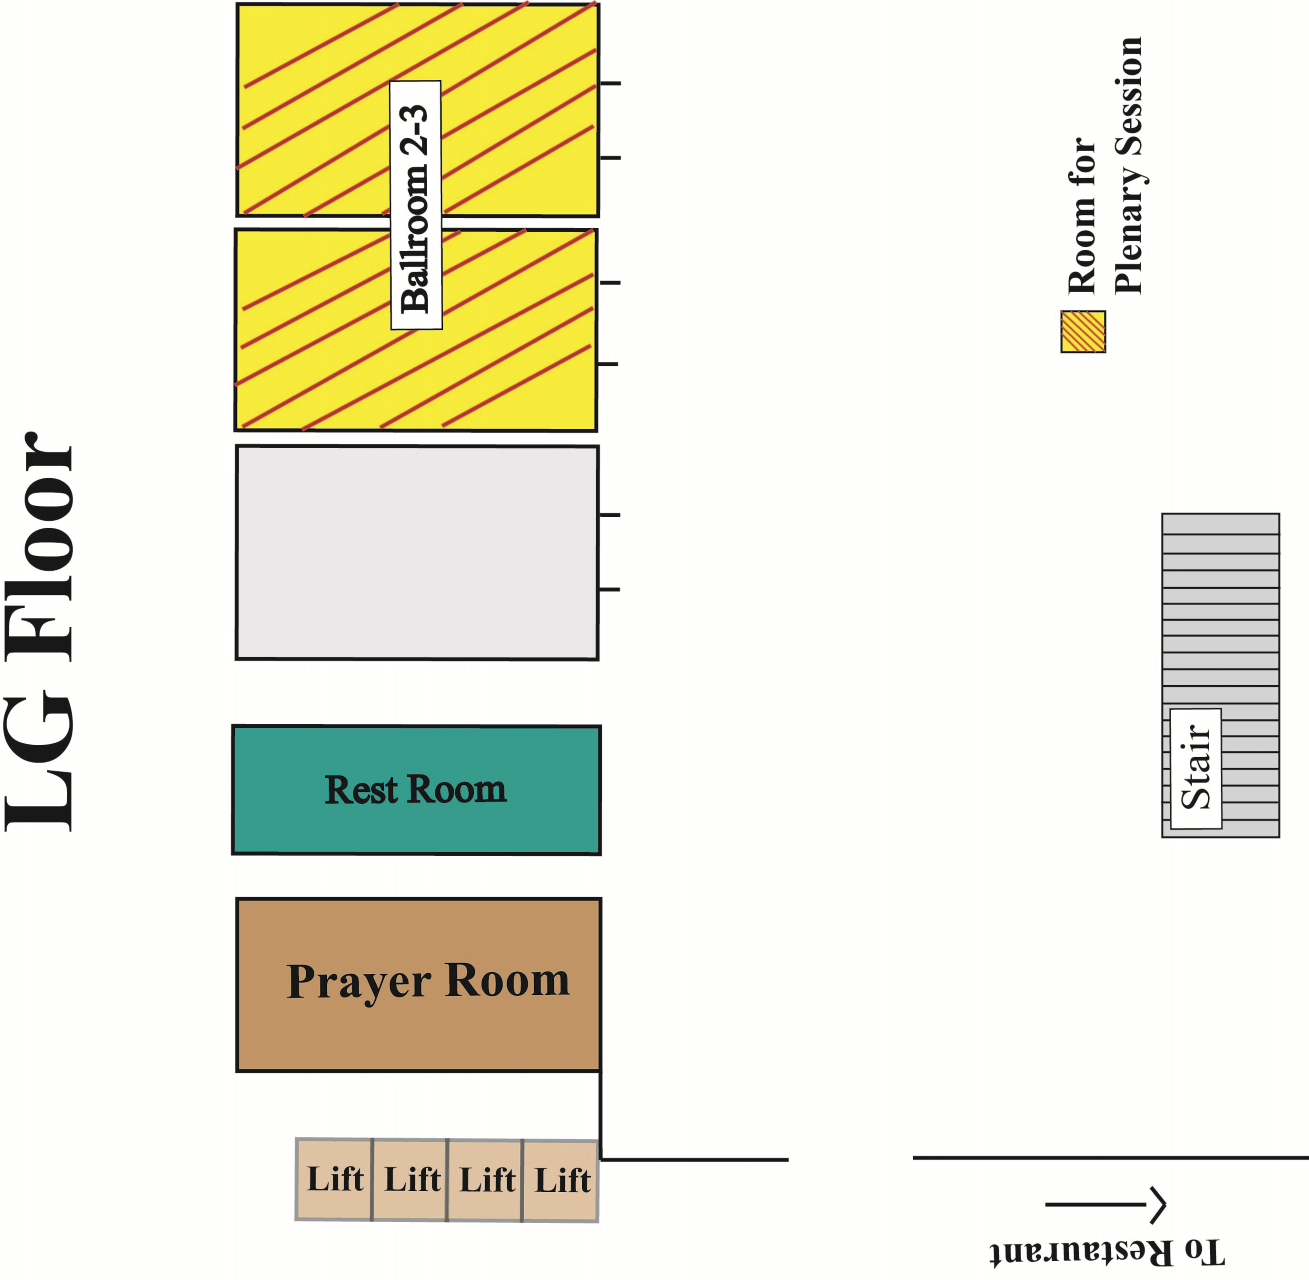 LG Floor
Ballroom 2-3
Room for
Plenary Session
Rest Room
Stair
Prayer Room
Lift
Lift
Lift
Lift
To Restaurant